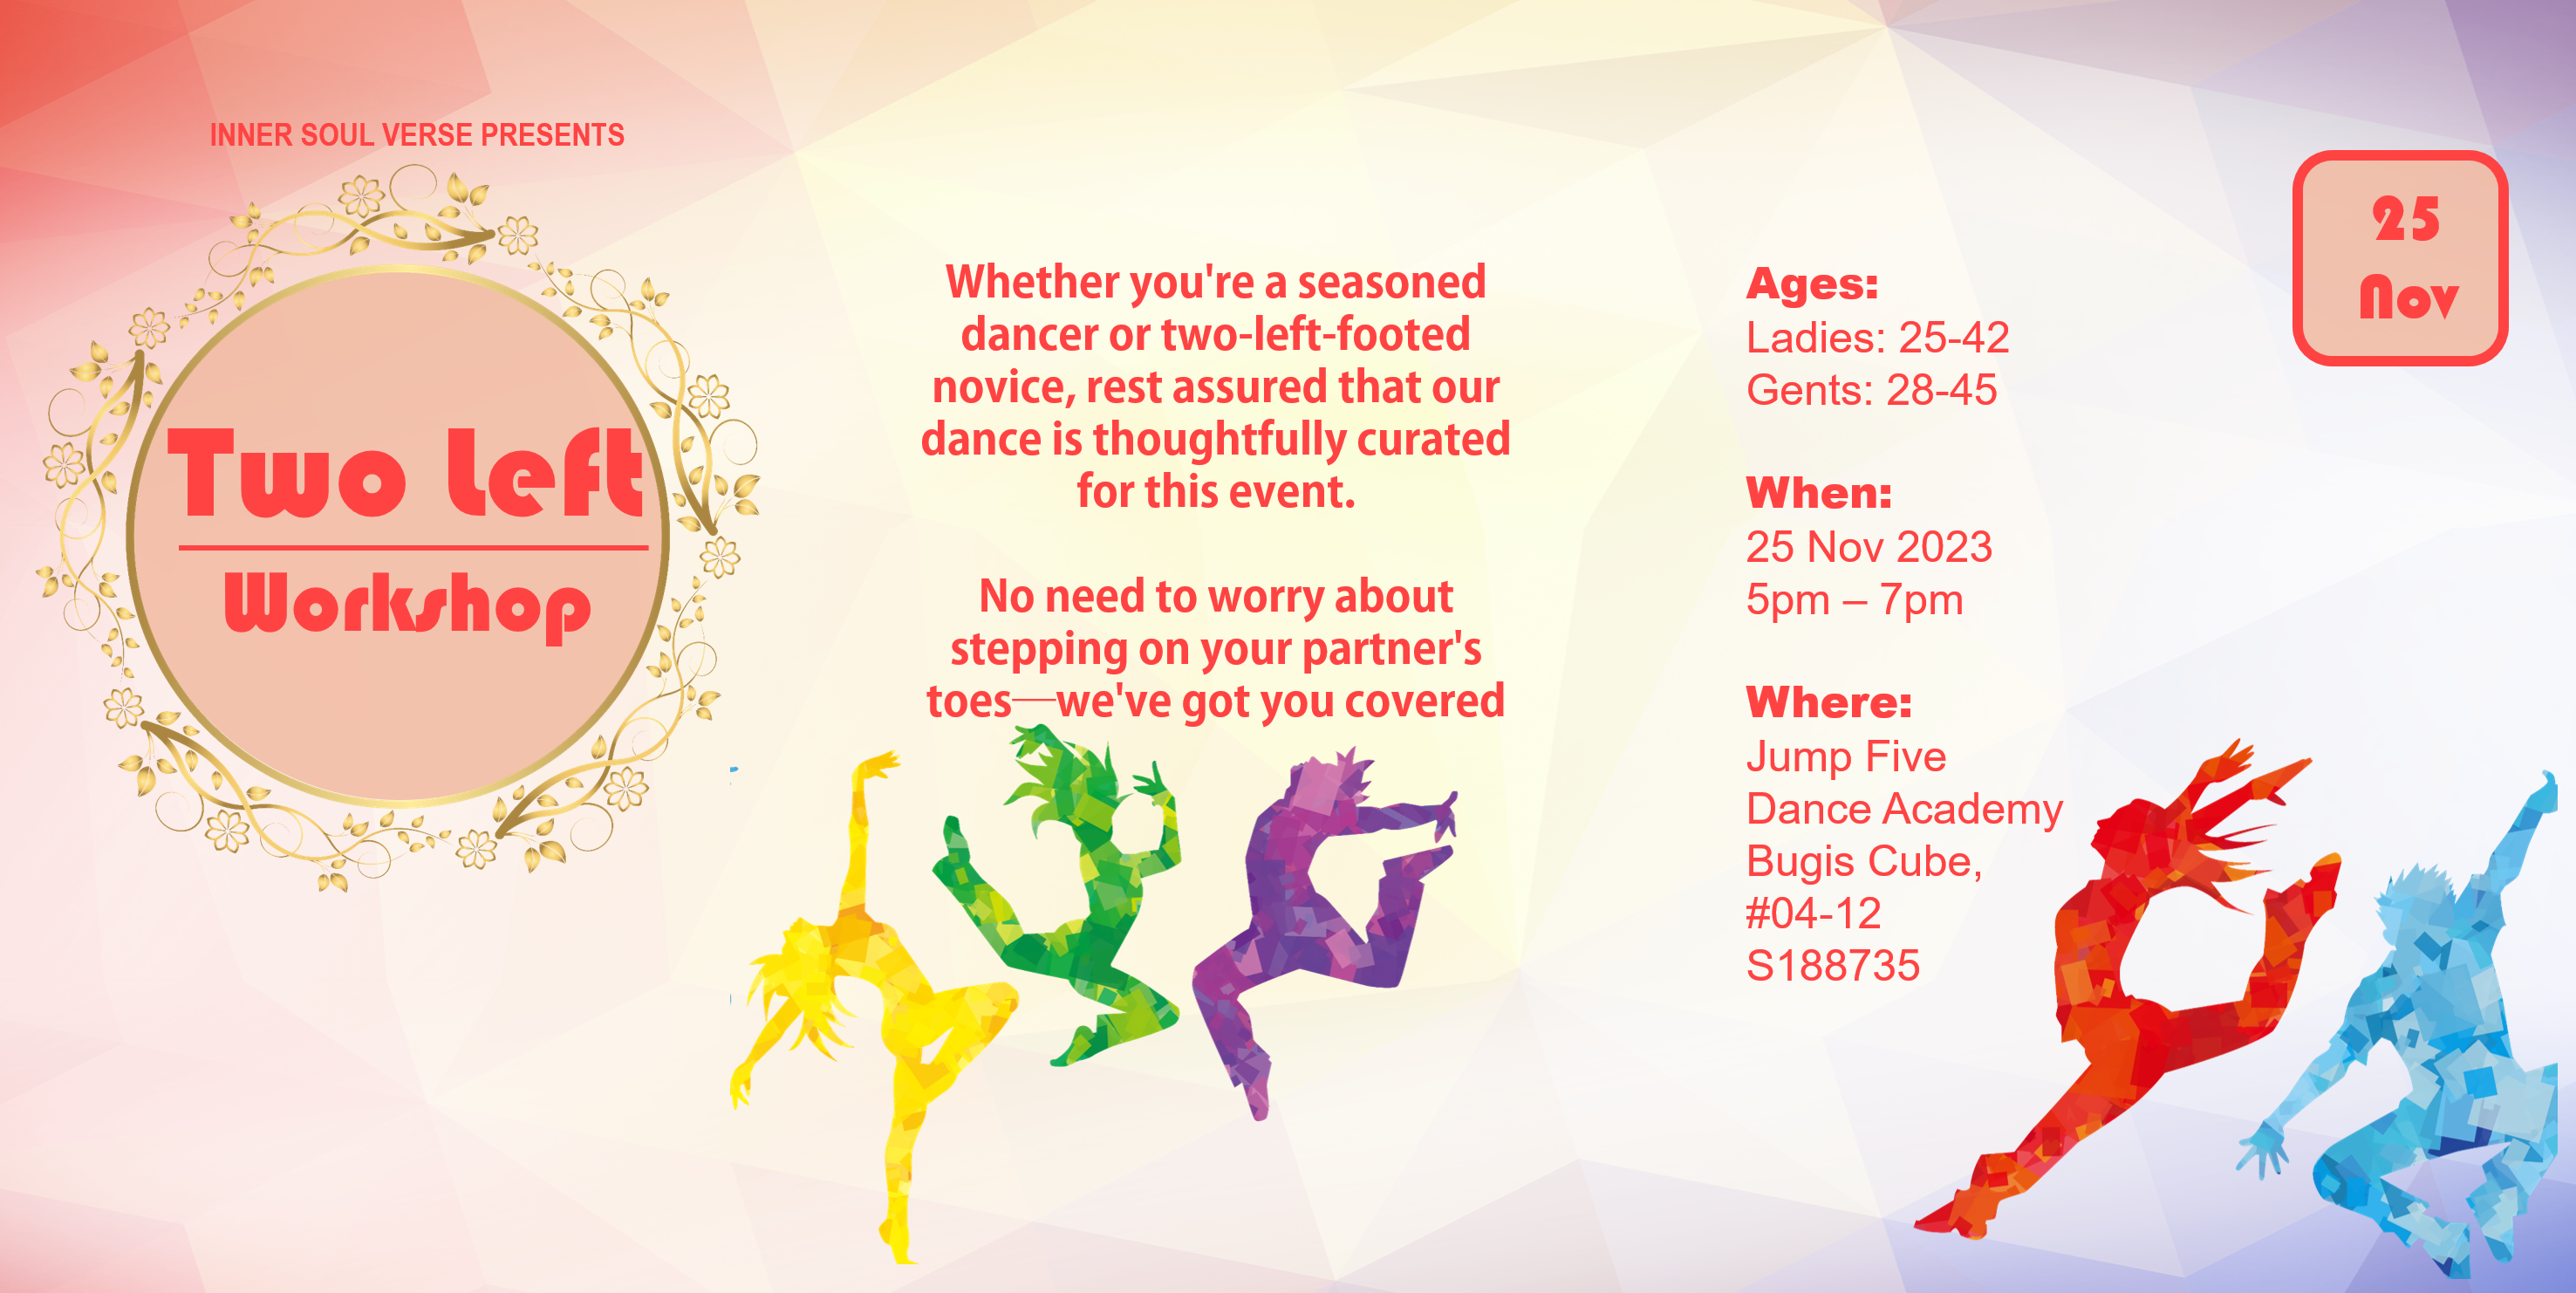 INNER SOUL VERSE PRESENTS
Two Left
Workshop
Whether you're a seasoned
dancer or two-left-footed
novice, rest assured that our
dance is thoughtfully curated
for this event.
No need to worry about
stepping on your partner's
toes—we've got you covered
Ages:
Ladies: 25-42
Gents: 28-45
When:
25 Nov 2023
5pm – 7pm
Where:
Jump Five
Dance Academy
Bugis Cube,
#04-12
S188735
25
Nov